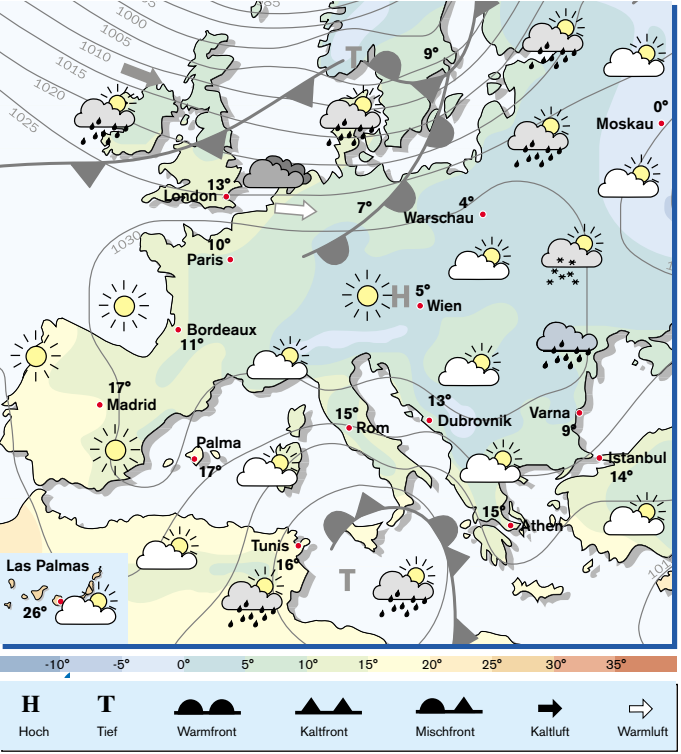 1000
1005
1010
1015
1020
1025
T
9°
0°
Moskau
13°
London
7°
4°
Warschau
1030
10°
Paris
H
5°
Wien
Bordeaux
11°
17°
Madrid
13°
Dubrovnik
Varna
9°
15°
Rom
Palma
17°
Istanbul
14°
15°
Athen
Tunis
16°
T
Las Palmas
26°
-10° -5° 0° 5° 10° 15° 20° 25° 30° 35°
H T
Hoch Tief Warmfront Kaltfront Mischfront Kaltluft Warmluft